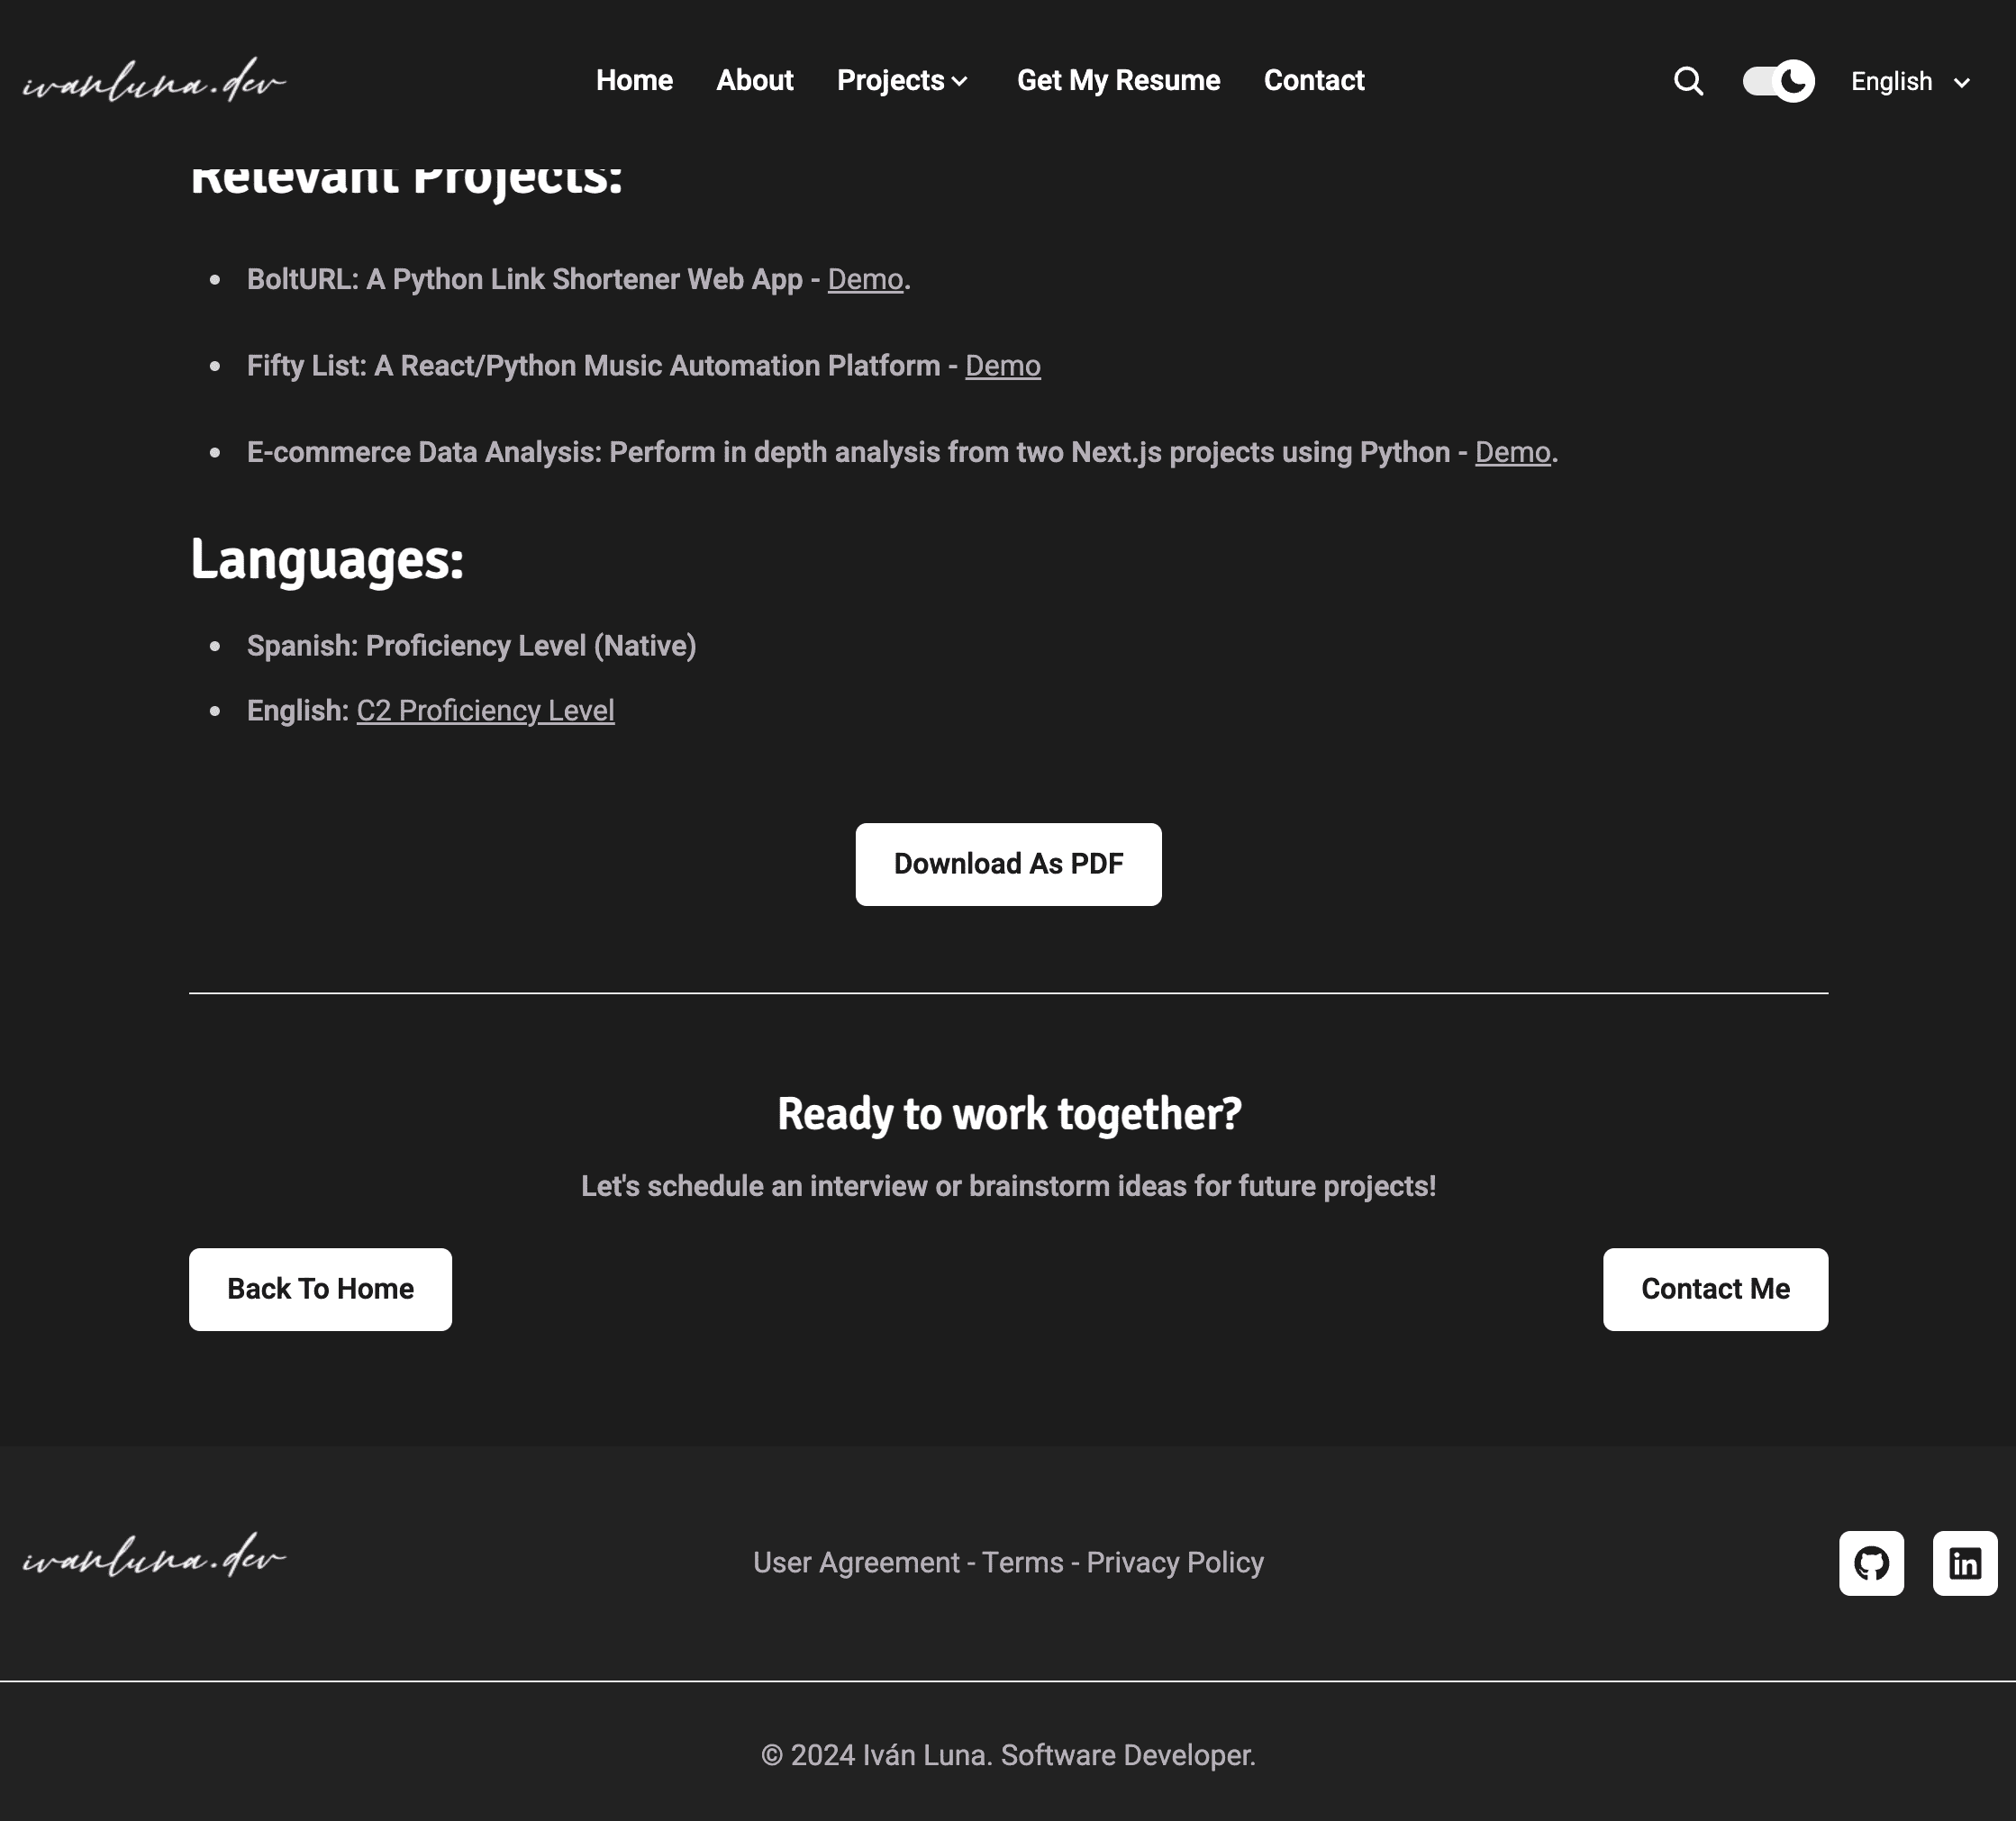 ivanluna.dev
Home About Projects Get My Resume Contact
English
Relevant Projects:
BoltURL: A Python Link Shortener Web App - Demo.
Fifty List: A React/Python Music Automation Platform - Demo
E-commerce Data Analysis: Perform in depth analysis from two Next.js projects using Python - Demo.
Languages:
Spanish: Proficiency Level (Native)
English: C2 Proficiency Level
Download As PDF
Ready to work together?
Let's schedule an interview or brainstorm ideas for future projects!
Back To Home
Contact Me
ivanluna.dev
User Agreement - Terms - Privacy Policy
in
© 2024 Iván Luna. Software Developer.